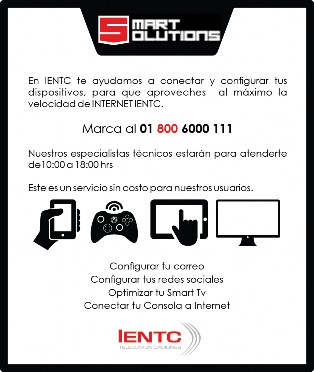 SMART
SOLUTIONS
En IENTC te ayudamos a conectar y configurar tus
dispositivos, para que aproveches al máximo la
velocidad de INTERNET IENTC.
Marca al 01 800 6000 111
Nuestros especialistas técnicos estarán para atenderte
de10:00 a 18:00 hrs
Este es un servicio sin costo para nuestros usuarios.
Configurar tu correo
Configurar tus redes sociales
Optimizar tu Smart Tv
Conectar tu Consola a Internet
IENTC
TELECOMUNICACIONES